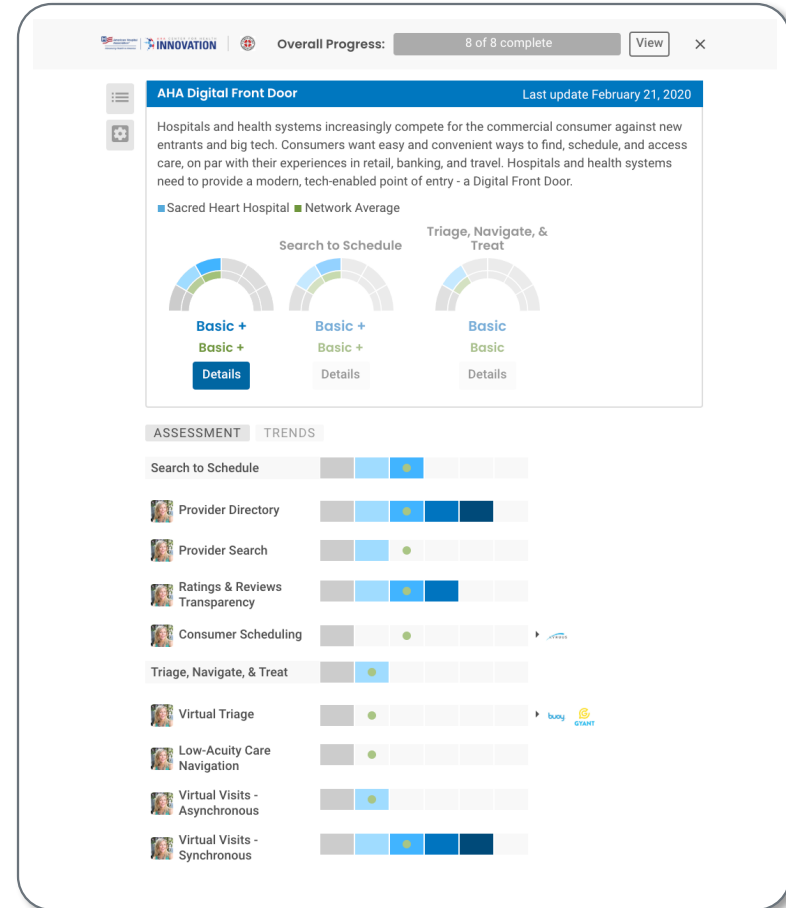 INNOVATION
Overall Progress:
8 of 8 complete
View
AHA Digital Front Door
Last update February 21, 2020
Hospitals and health systems increasingly compete for the commercial consumer against new
entrants and big tech. Consumers want easy and convenient ways to find, schedule, and access
care, on par with their experiences in retail, banking, and travel. Hospitals and health systems
need to provide a modern, tech-enabled point of entry - a Digital Front Door.
Sacred Heart Hospital
Network Average
Search to Schedule
Triage, Navigate, &
Treat
Basic +
Basic +
Basic
Basic +
Basic +
Basic
Details
Details
Details
ASSESSMENT
TRENDS
Search to Schedule
Provider Directory
Provider Search
Ratings & Reviews
Transparency
Consumer Scheduling
Triage, Navigate, & Treat
Virtual Triage
buoy
GYANT
Low-Acuity Care
Navigation
Virtual Visits -
Asynchronous
Virtual Visits -
Synchronous